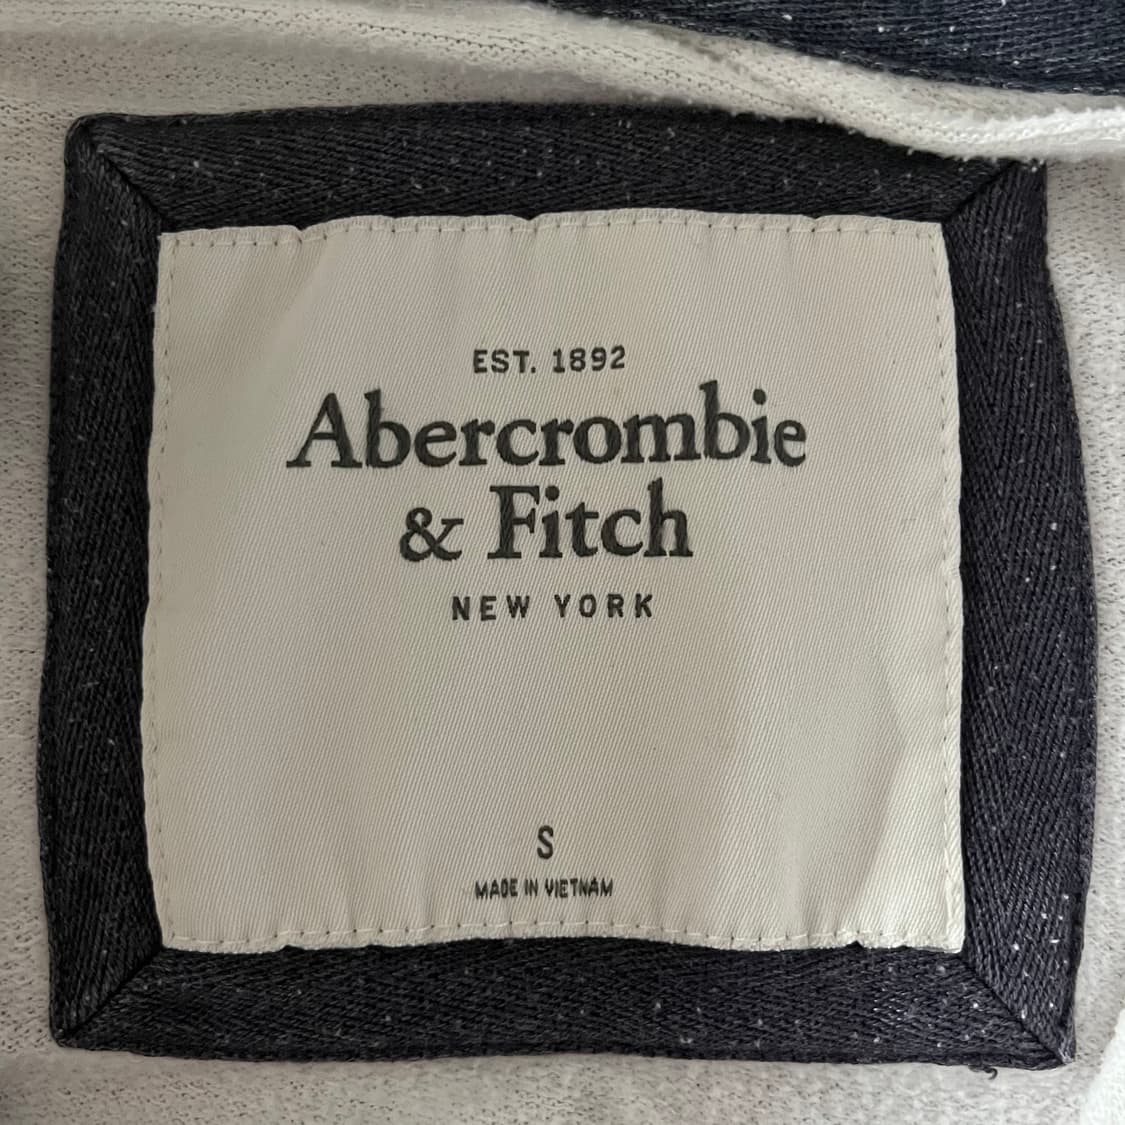 EST. 1892
Abercrombie
& Fitch
NEW YORK
S
MADE IN VIETNAM